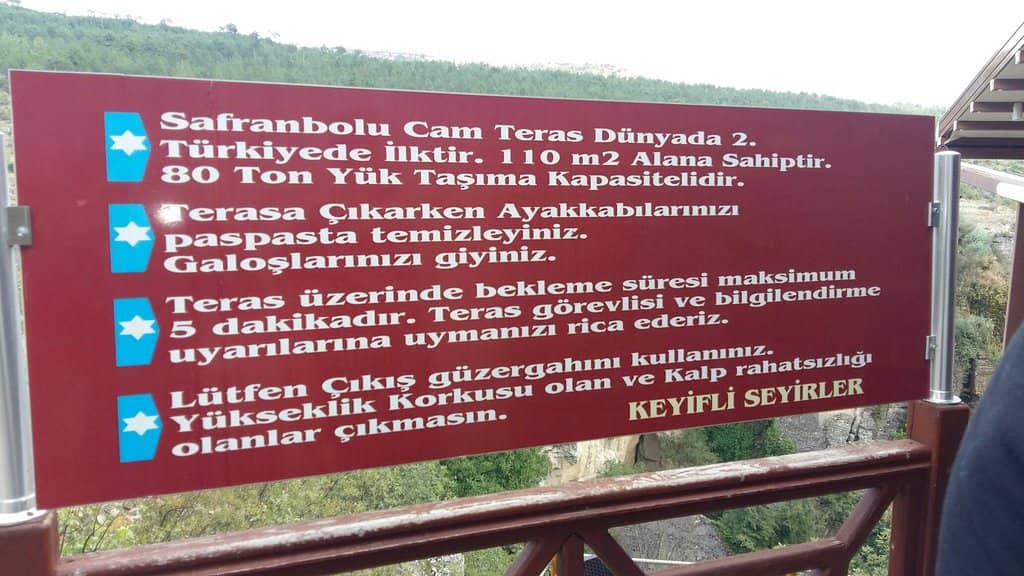 Safranbolu Cam Teras Dünyada 2.
Türkiyede İlktir. 110 m2 Alana Sahiptir.
80 Ton Yük Taşıma Kapasitelidir.
Terasa Çıkarken Ayakkabılarınızı
paspasta temizleyiniz.
Galoşlarınızı giyiniz.
Teras üzerinde bekleme süresi maksimum
5 dakikadır. Teras görevlisi ve bilgilendirme
uyarılarına uymanızı rica ederiz.
Lütfen Çıkış güzergahını kullanınız.
Yükseklik Korkusu olan ve Kalp rahatsızlığı
olanlar çıkmasın.
KEYİFLİ SEYİRLER